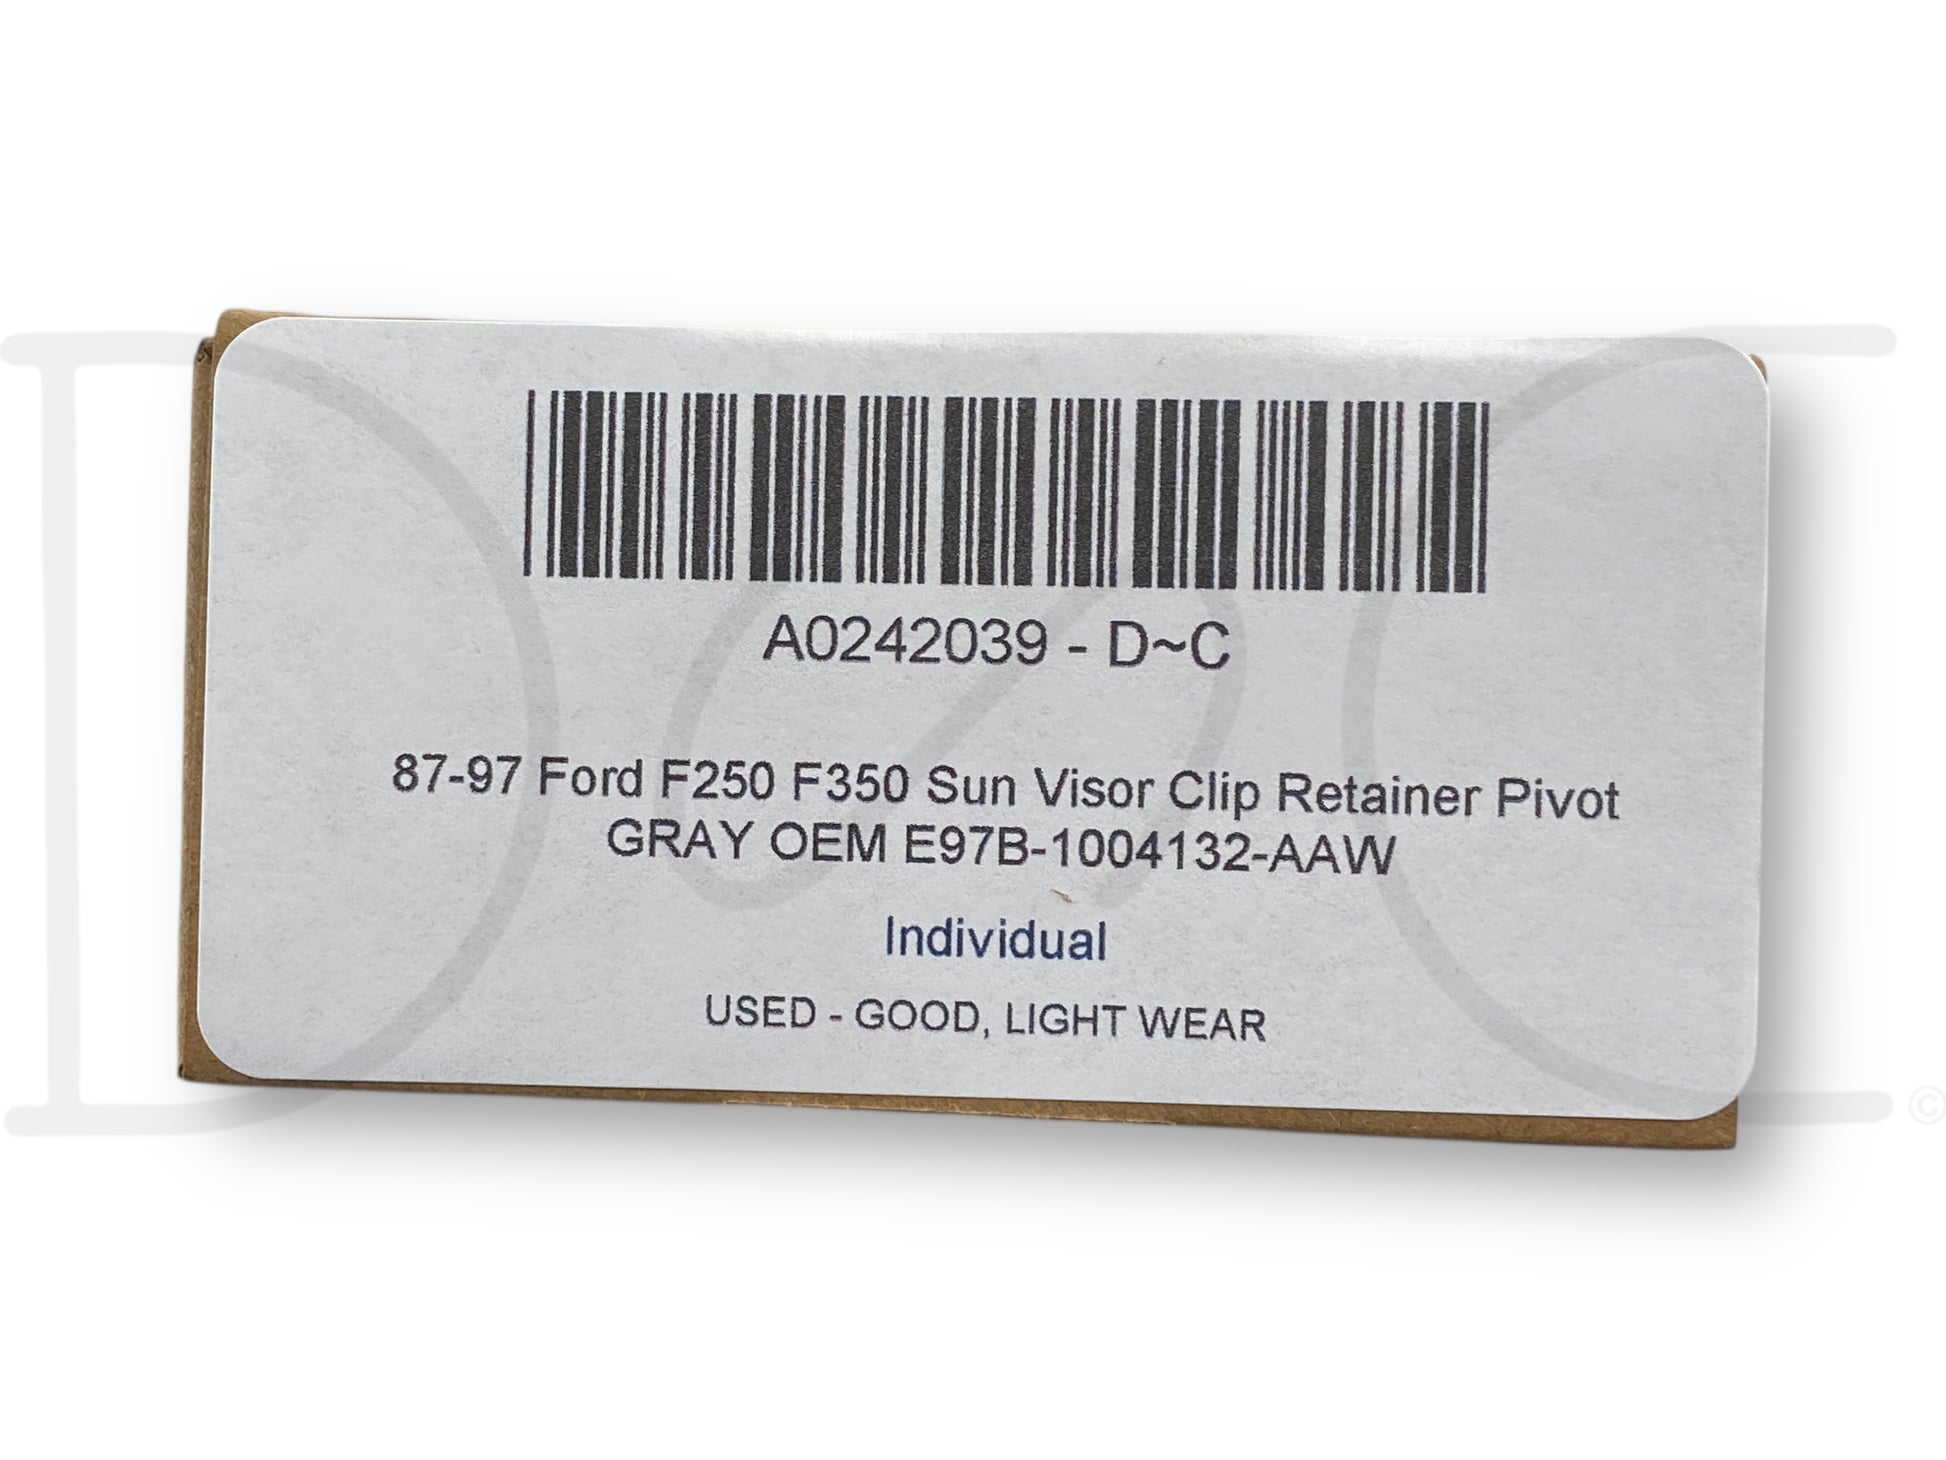 A0242039 - D~C
87-97 Ford F250 F350 Sun Visor Clip Retainer Pivot
GRAY OEM E97B-1004132-AAW
Individual
USED - GOOD, LIGHT WEAR
D~C ©